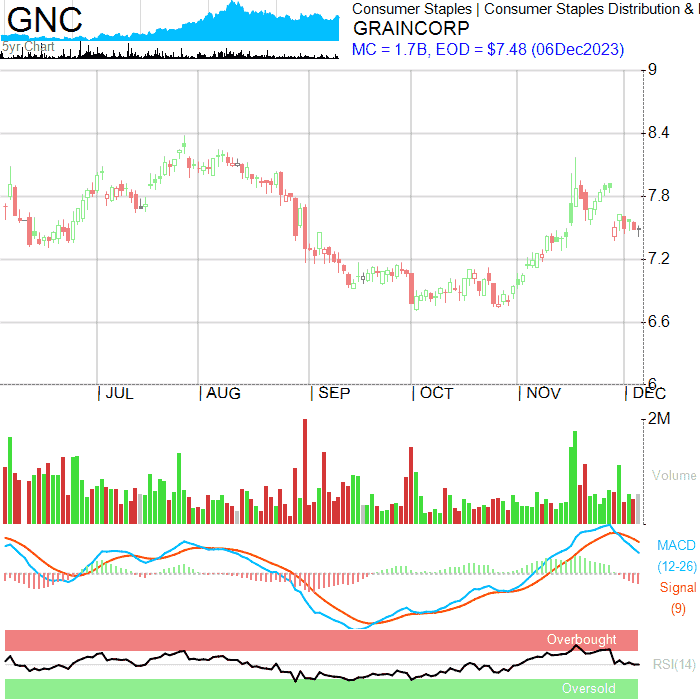 GNC
5yr Chart
Consumer Staples | Consumer Staples Distribution &
GRAINCORP
MC = 1.7B, EOD = $7.48 (06Dec2023)
9
8.4
7.8
7.2
6.6
6
| JUL | AUG | SEP | OCT | NOV | DEC
2M
Volume
MACD
(12-26)
Signal
(9)
Overbought
RSI(14)
Oversold